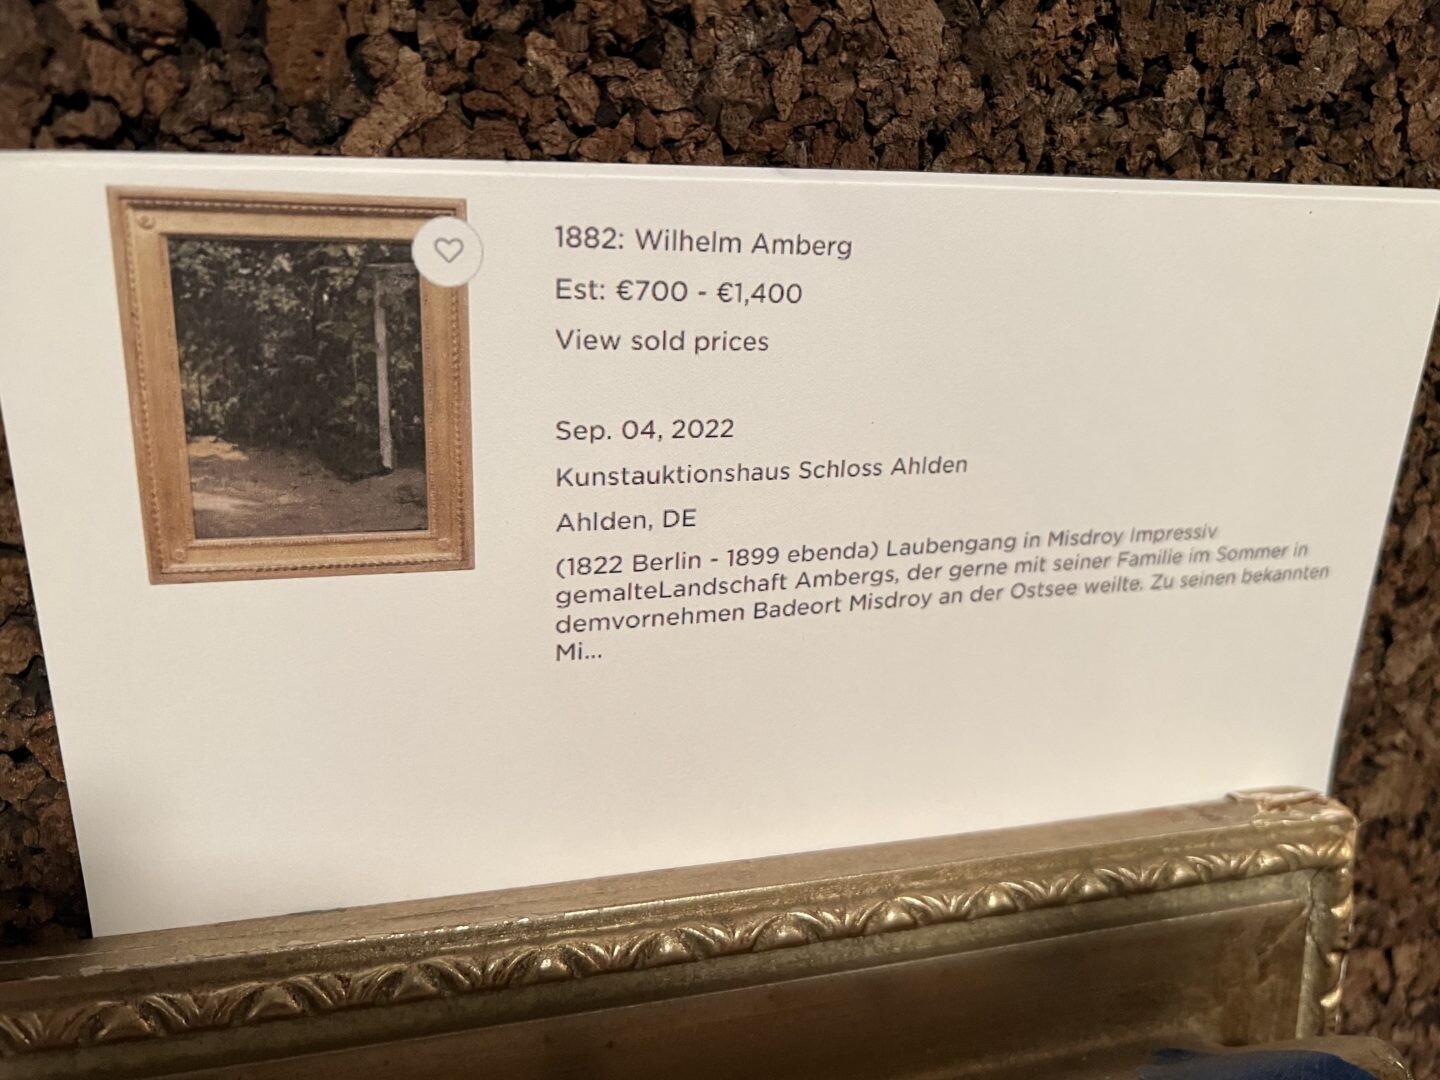 1882: Wilhelm Amberg
Est: €700 - €1,400
View sold prices
Sep. 04, 2022
Kunstauktionshaus Schloss Ahlden
Ahlden, DE
(1822 Berlin - 1899 ebenda) Laubengang in Misdroy Impressiv
gemalteLandschaft Ambergs, der gerne mit seiner Familie im Sommer in
demvornehmen Badeort Misdroy an der Ostsee weilte. Zu seinen bekannten
Mi...